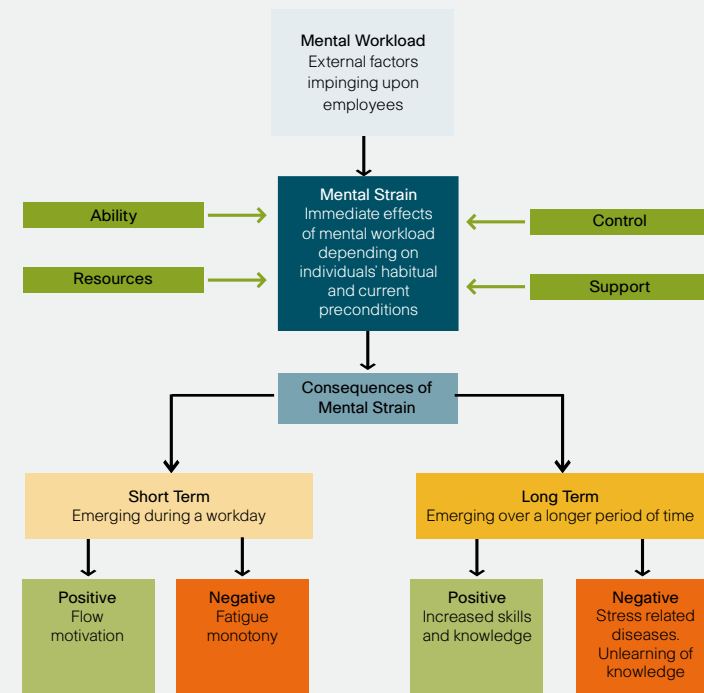 Mental Workload
External factors
impinging upon
employees
Mental Strain
Immediate effects
of mental workload
depending on
individuals' habitual
and current
preconditions
Ability
Resources
Control
Support
Consequences of
Mental Strain
Short Term
Emerging during a workday
Long Term
Emerging over a longer period of time
Positive
Flow
motivation
Negative
Fatigue
monotony
Positive
Increased skills
and knowledge
Negative
Stress related
diseases.
Unlearning of
knowledge